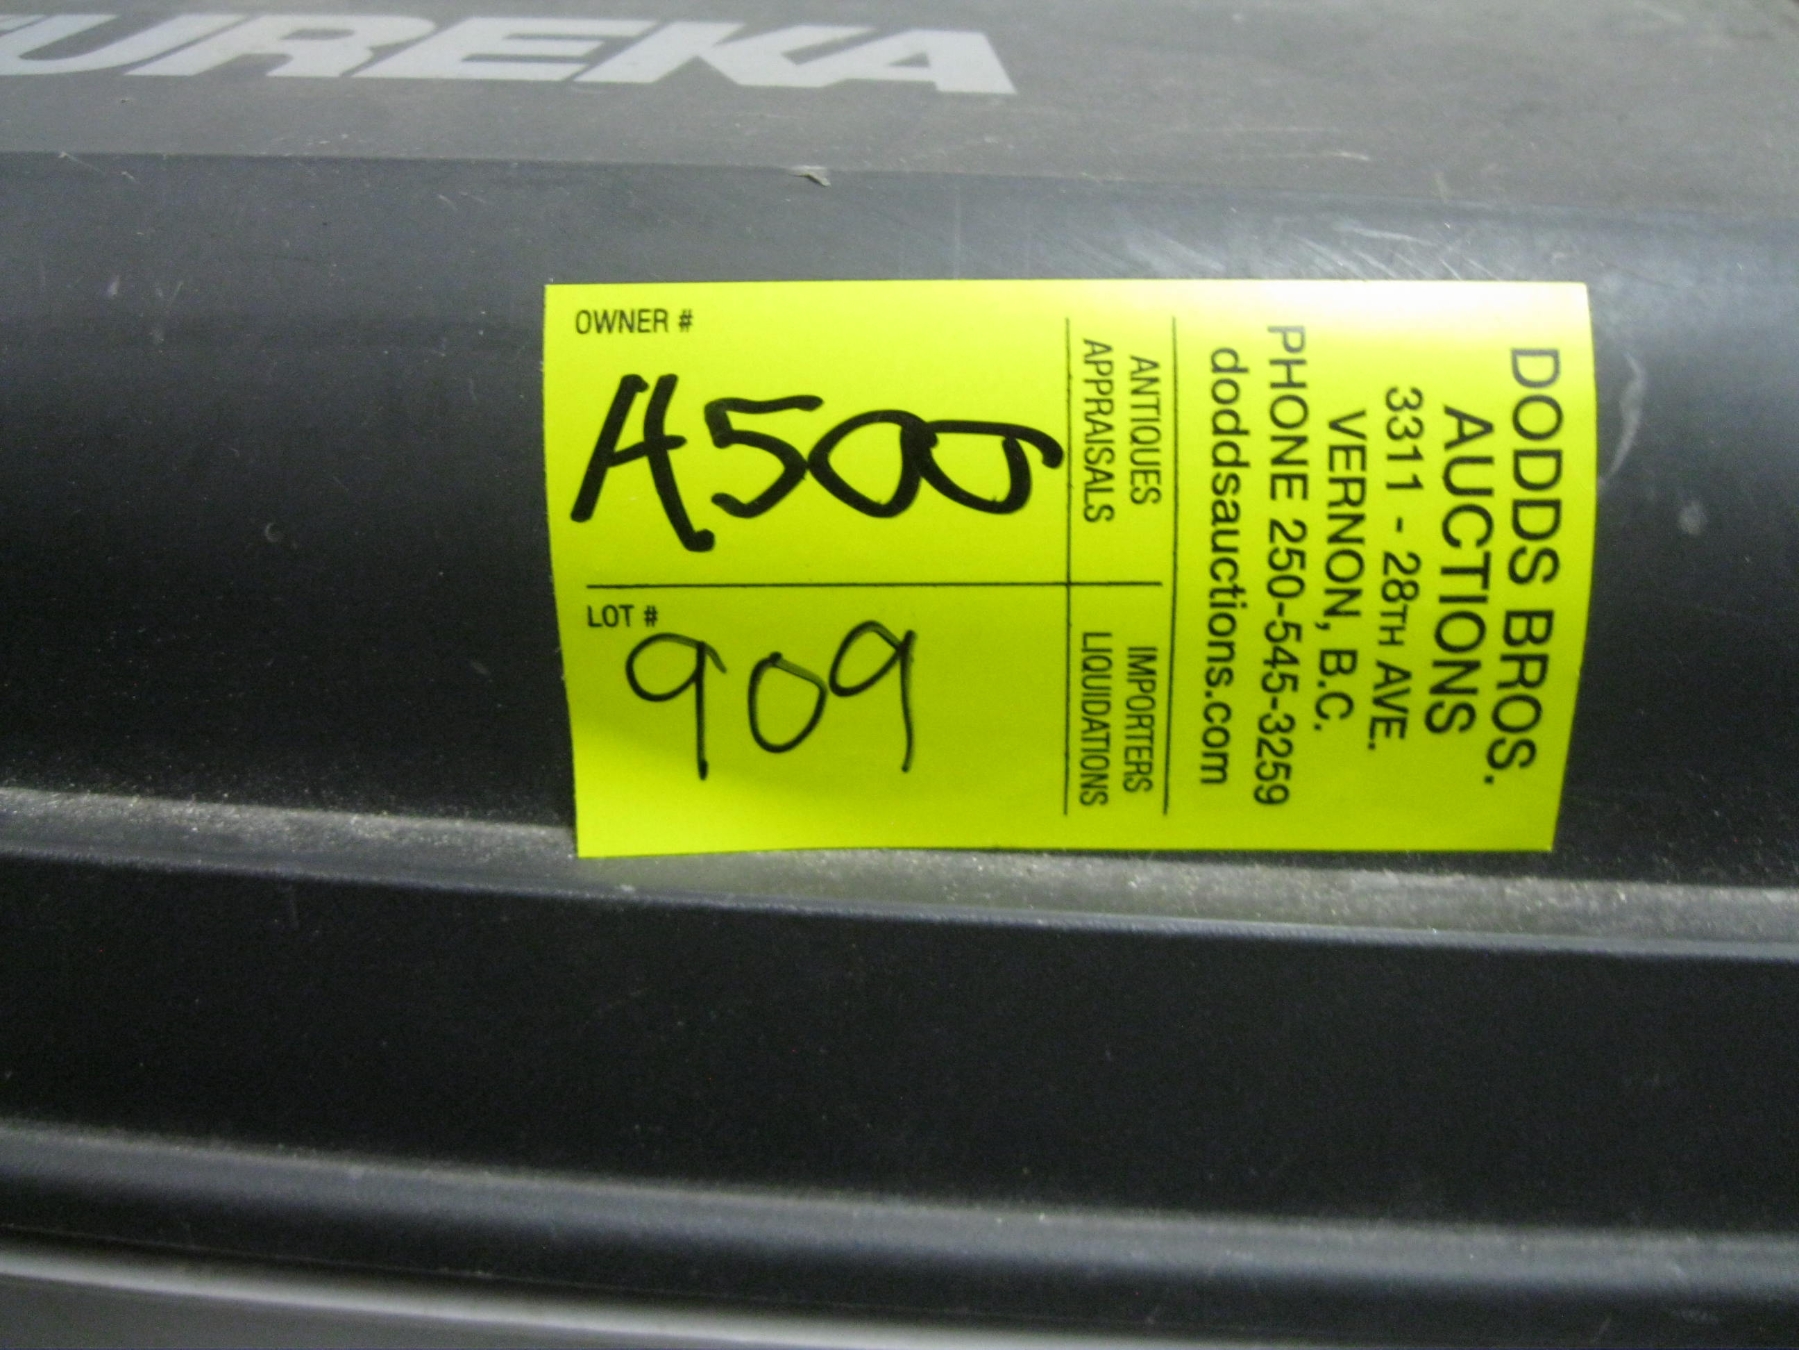 EUREKA
OWNER #
A500
LOT #
909
ANTIQUES
APPRAISALS
IMPORTERS
LIQUIDATIONS
DODDS BROS.
AUCTIONS
3311 - 28TH AVE.
VERNON, B.C.
PHONE 250-545-3259
doddsauctions.com